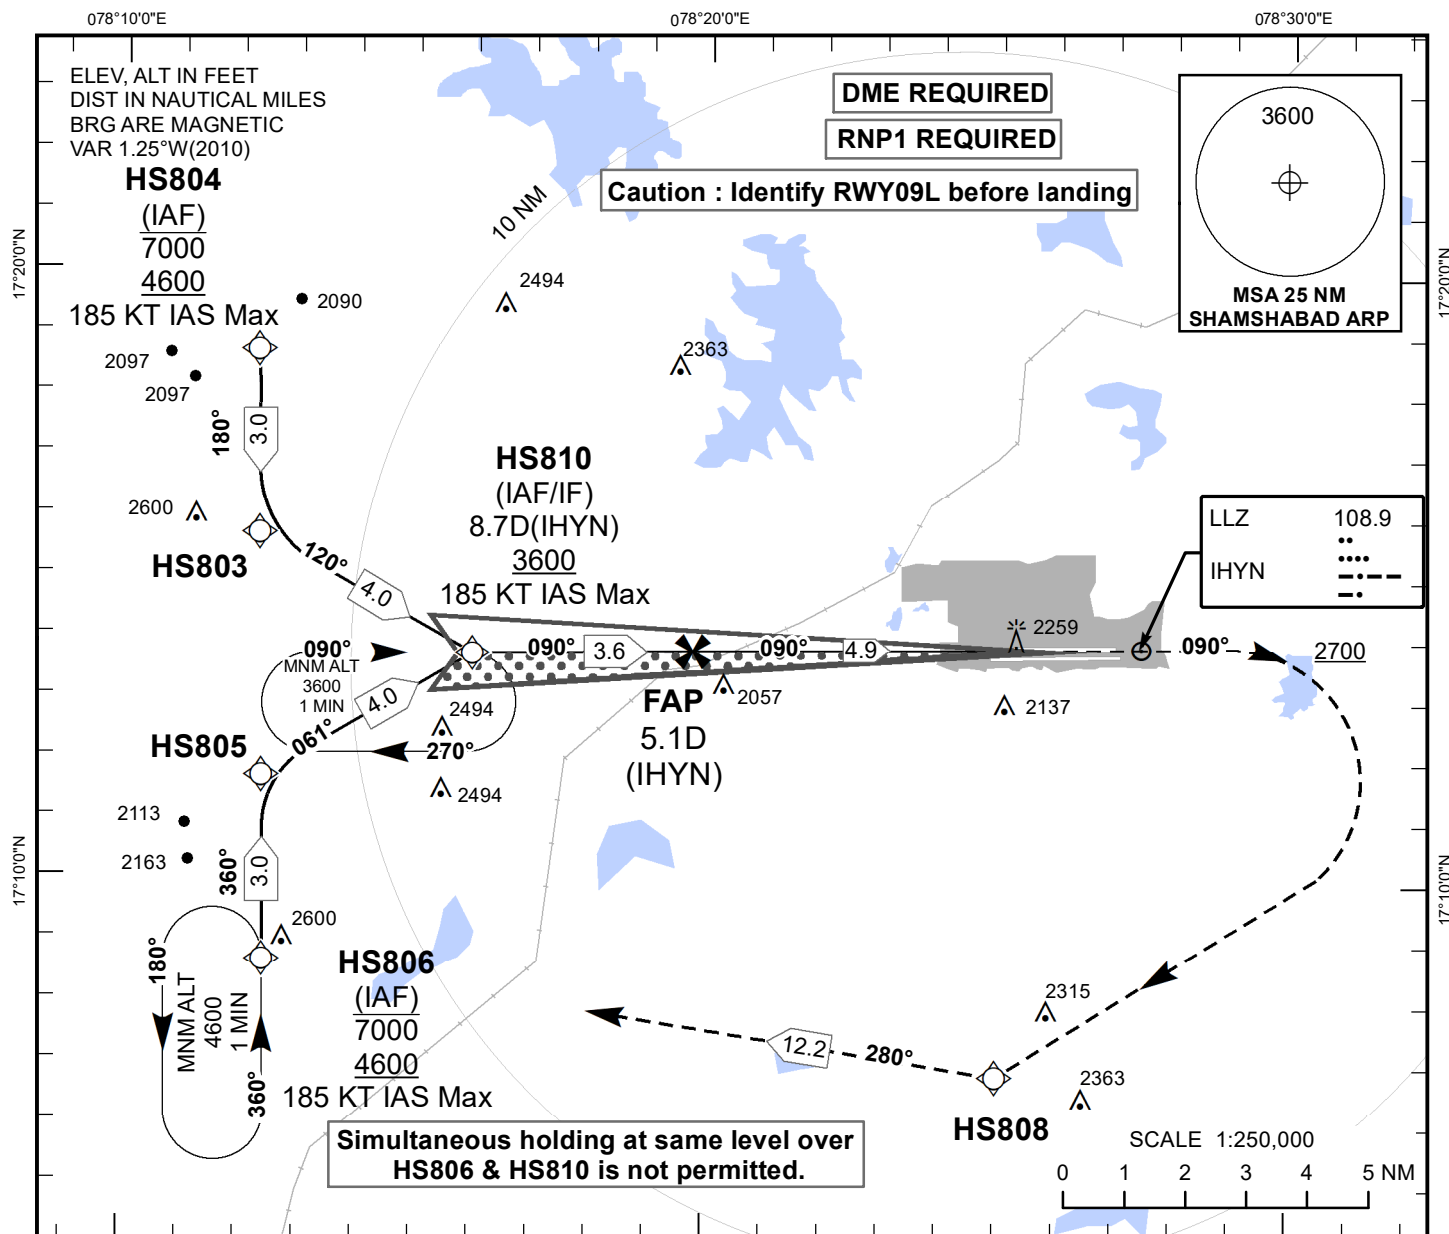 078°10'0"E
078°20'0"E
078°30'0"E
ELEV, ALT IN FEET
DIST IN NAUTICAL MILES
BRG ARE MAGNETIC
VAR 1.25°W(2010)
DME REQUIRED
RNP1 REQUIRED
Caution : Identify RWY09L before landing
3600
MSA 25 NM
SHAMSHABAD ARP
10 NM
HS804
(IAF)
7000
4600
185 KT IAS Max
17°20'0"N
17°20'0"N
2090
2494
2097
2097
2363
180°
3.0
2600
HS803
HS810
(IAF/IF)
8.7D(IHYN)
3600
185 KT IAS Max
LLZ 108.9
IHYN
120°
4.0
090°
MNM ALT
3600
1 MIN
090°
3.6
090°
4.9
2259
090°
2700
4.0
061°
2494
270°
2494
FAP
5.1D
(IHYN)
2057
2137
HS805
2113
2163
360°
3.0
17°10'0"N
17°10'0"N
2600
180°
MNM ALT
4600
1 MIN
360°
HS806
(IAF)
7000
4600
185 KT IAS Max
2315
12.2
280°
2363
HS808
Simultaneous holding at same level over
HS806 & HS810 is not permitted.
SCALE 1:250,000
0 1 2 3 4 5 NM